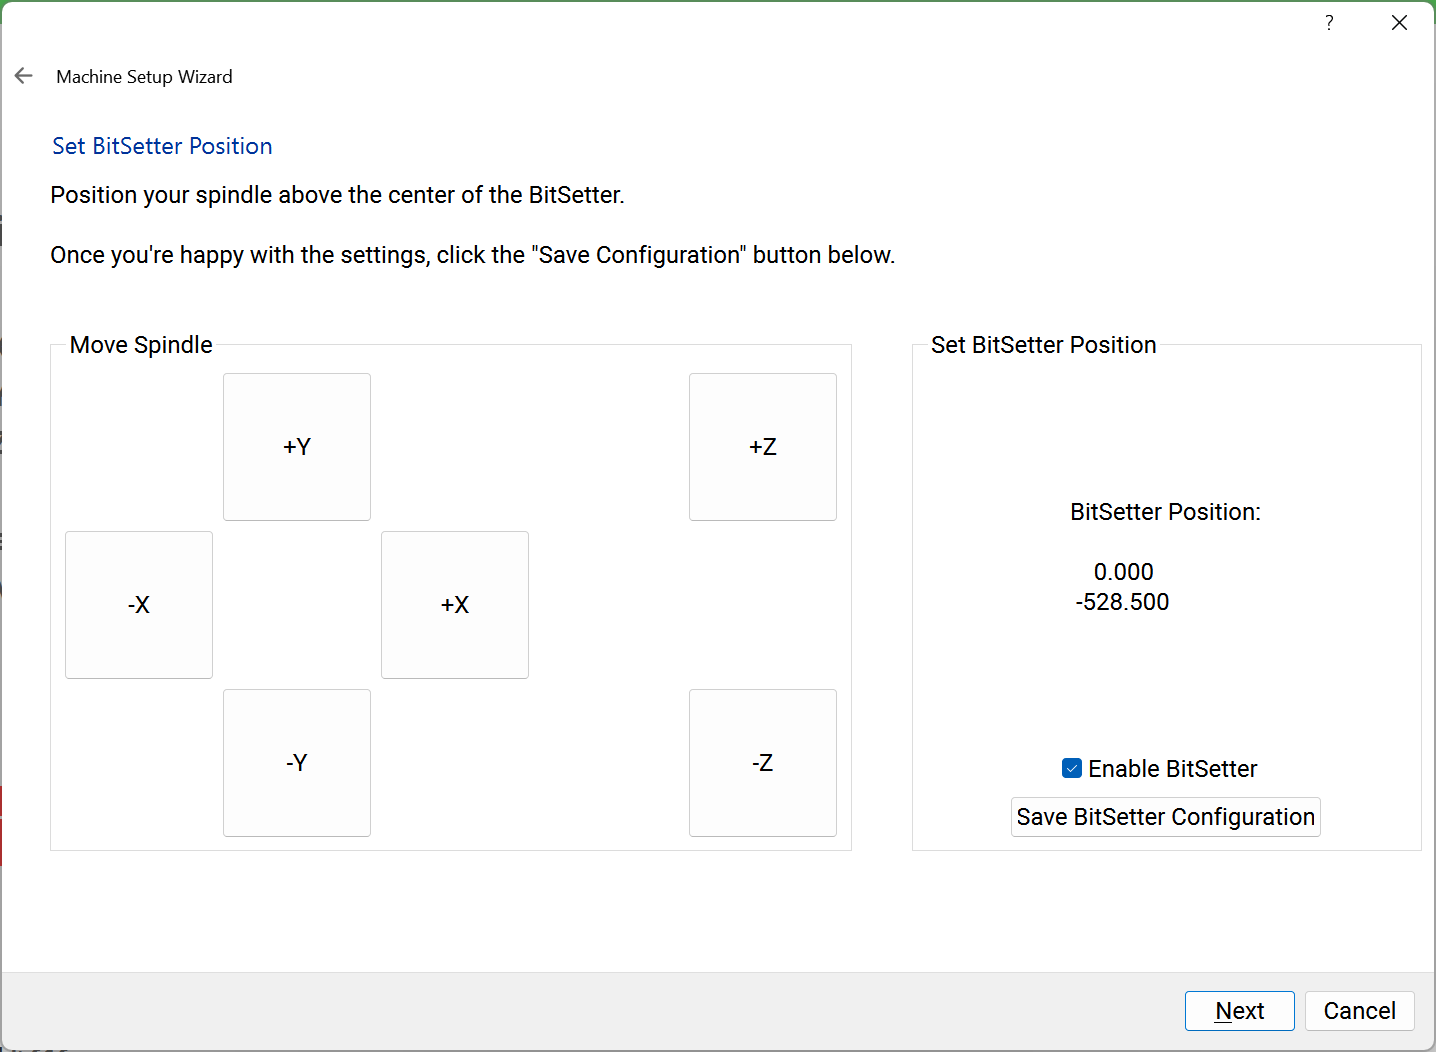 ?
Machine Setup Wizard
Set BitSetter Position
Position your spindle above the center of the BitSetter.
Once you're happy with the settings, click the "Save Configuration" button below.
Move Spindle
+Y
+Z
-X
+X
-Y
-Z
Set BitSetter Position
BitSetter Position:
0.000
-528.500
Enable BitSetter
Save BitSetter Configuration
Next
Cancel